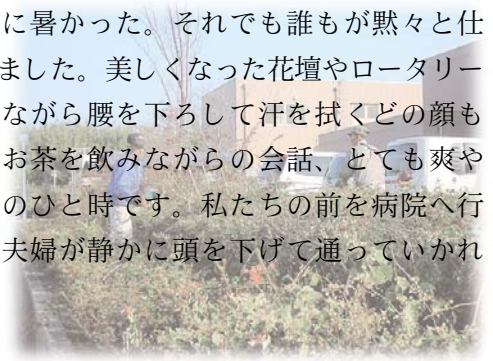 に暑かった。それでも誰もが黙々と仕
ました。美しくなった花壇やロータリー
ながら腰を下ろして汗を拭くどの顔も
お茶を飲みながらの会話、とても爽や
のひと時です。私たちの前を病院へ行
夫婦が静かに頭を下げて通っていかれ